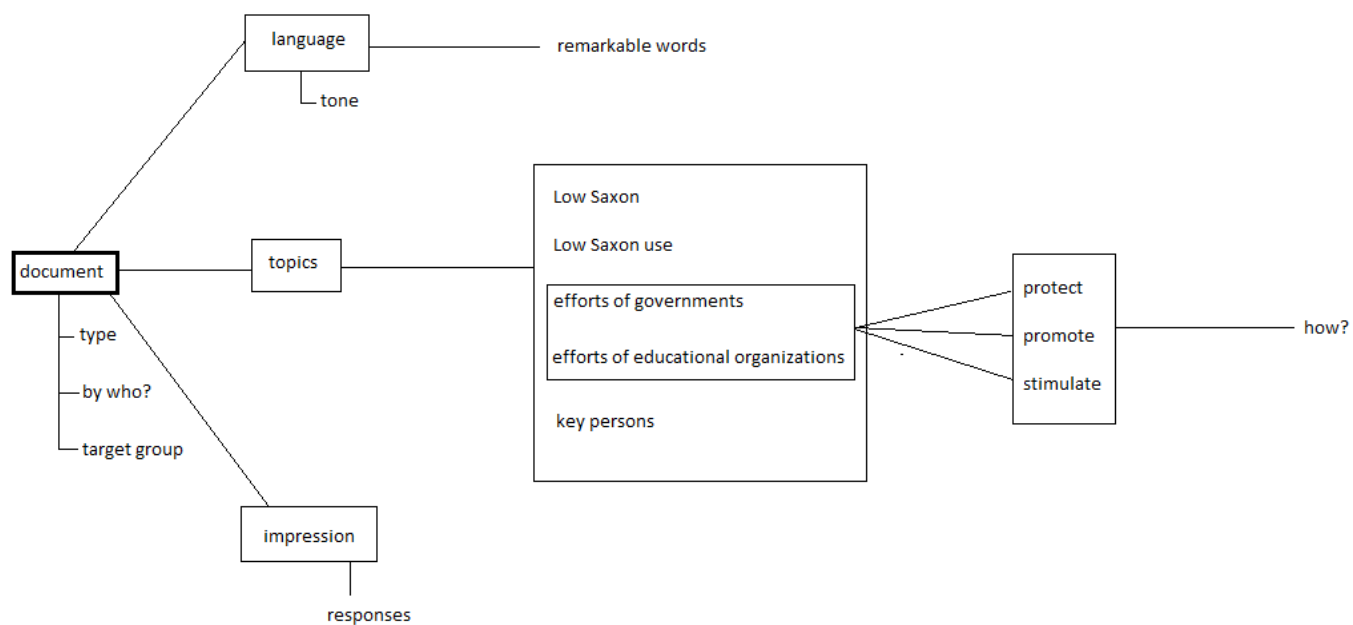 language
remarkable words
tone
Low Saxon
Low Saxon use
document
topics
efforts of governments
efforts of educational organizations
key persons
protect
promote
stimulate
how?
type
by who?
target group
impression
responses